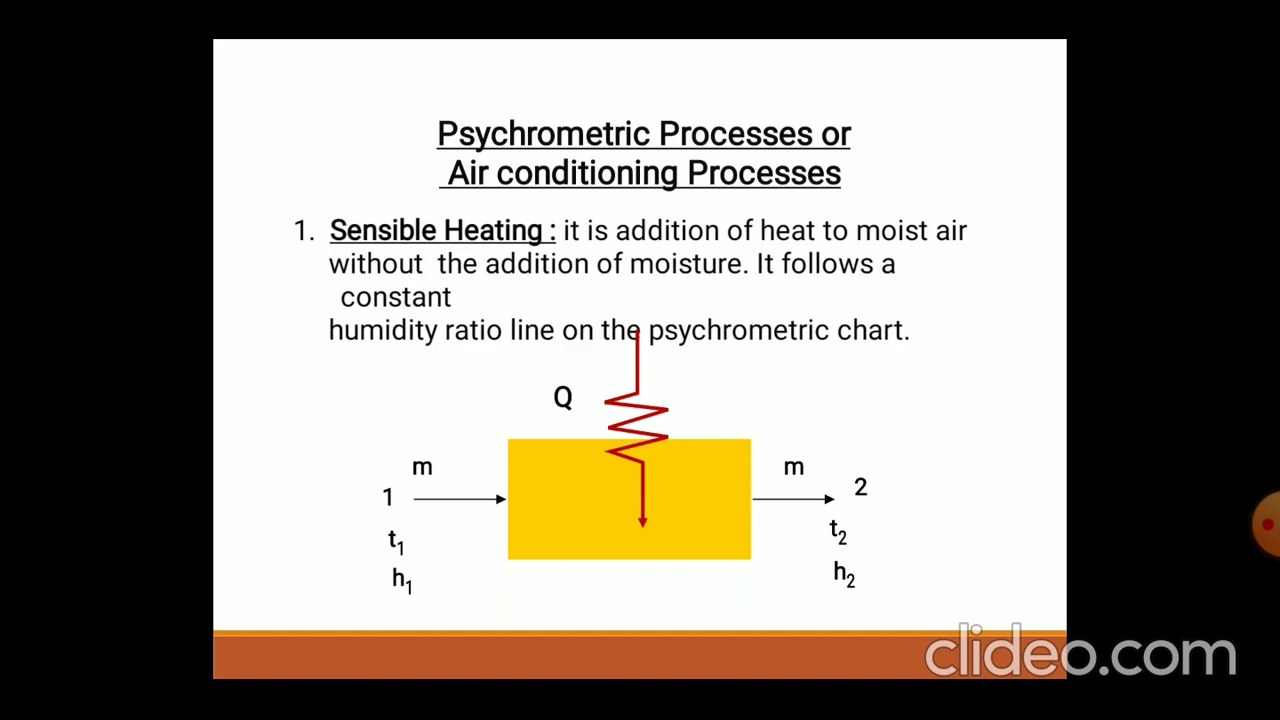 Psychrometric Processes or
Air conditioning Processes
1. Sensible Heating : it is addition of heat to moist air
without the addition of moisture. It follows a
constant
humidity ratio line on the psychrometric chart.
Q
m
m
1
2
t1
t2
h1
h2
clideo.com